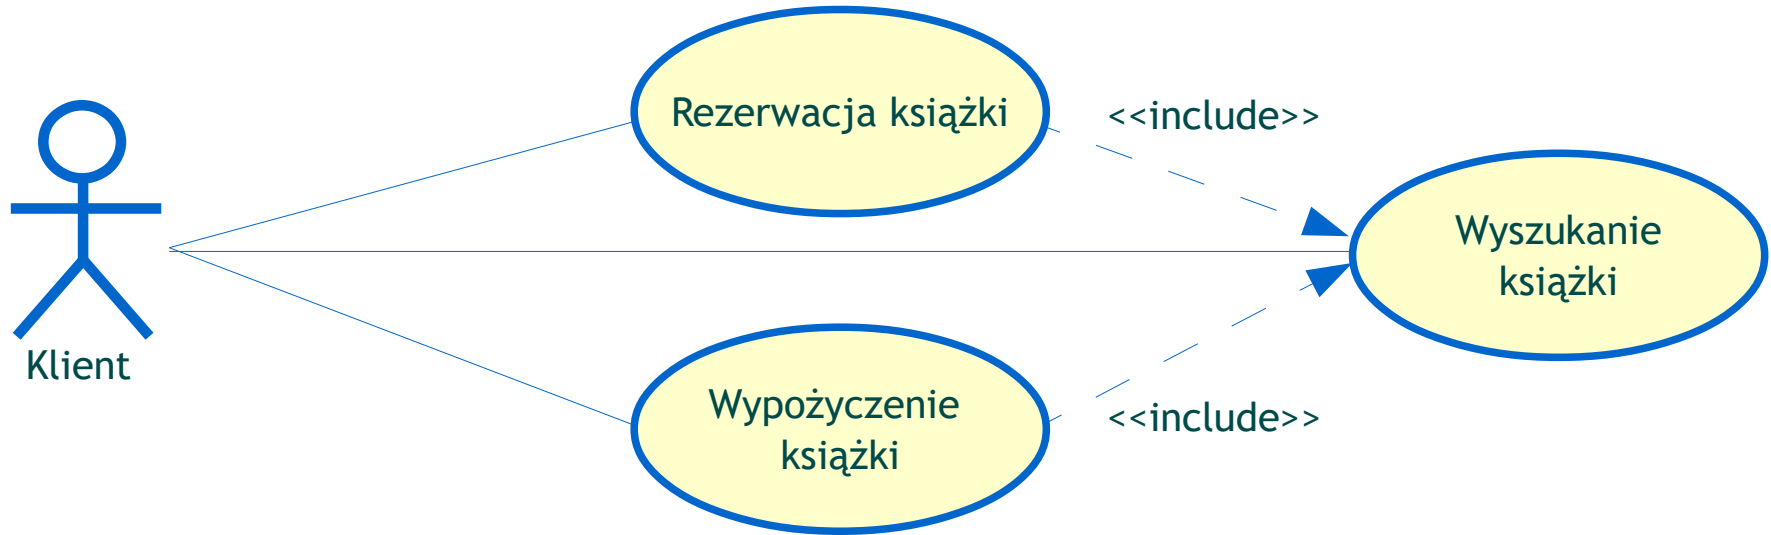 Rezerwacja książki
<<include>>
Wyszukanie
książki
Klient
Wypożyczenie
książki
<<include>>